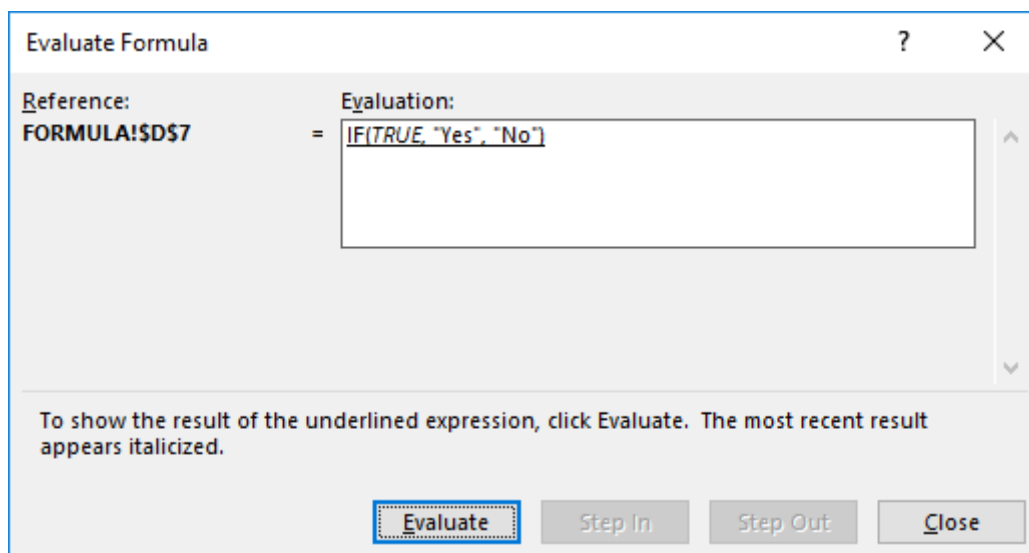 Evaluate Formula ? ×
Reference: Evaluation:
FORMULA!$D$7 = IF(TRUE, "Yes", "No")
To show the result of the underlined expression, click Evaluate. The most recent result
appears italicized.
Evaluate Step In Step Out Close